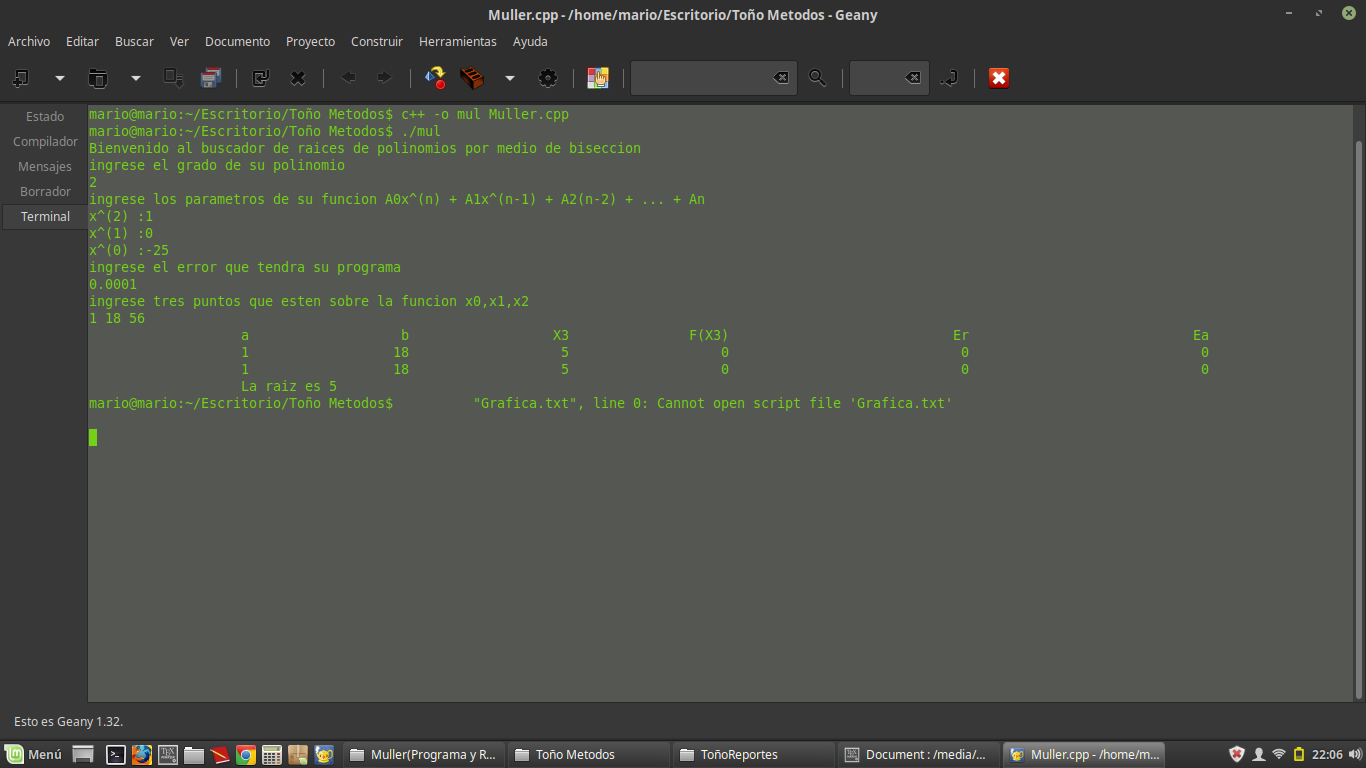 Muller.cpp - /home/mario/Escritorio/Toño Metodos - Geany
Archivo Editar Buscar Ver Documento Proyecto Construir Herramientas Ayuda
Estado
Compilador
Mensajes
Borrador
Terminal
mario@mario:~/Escritorio/Toño Metodos$ c++ -o mul Muller.cpp
mario@mario:~/Escritorio/Toño Metodos$ ./mul
Bienvenido al buscador de raices de polinomios por medio de biseccion
ingrese el grado de su polinomio
2
ingrese los parametros de su funcion A0x^(n) + A1x^(n-1) + A2(n-2) + ... + An
x^(2) :1
x^(1) :0
x^(0) :-25
ingrese el error que tendra su programa
0.0001
ingrese tres puntos que esten sobre la funcion x0,x1,x2
1 18 56
a b X3 F(X3) Er Ea
1 18 5 0 0 0
1 18 5 0 0 0
La raiz es 5
mario@mario:~/Escritorio/Toño Metodos$ "Grafica.txt", line 0: Cannot open script file 'Grafica.txt'
Esto es Geany 1.32.
Menú Muller(Programa y R... Toño Metodos ToñoReportes Document : /media/... Muller.cpp - /home/m... 22:06